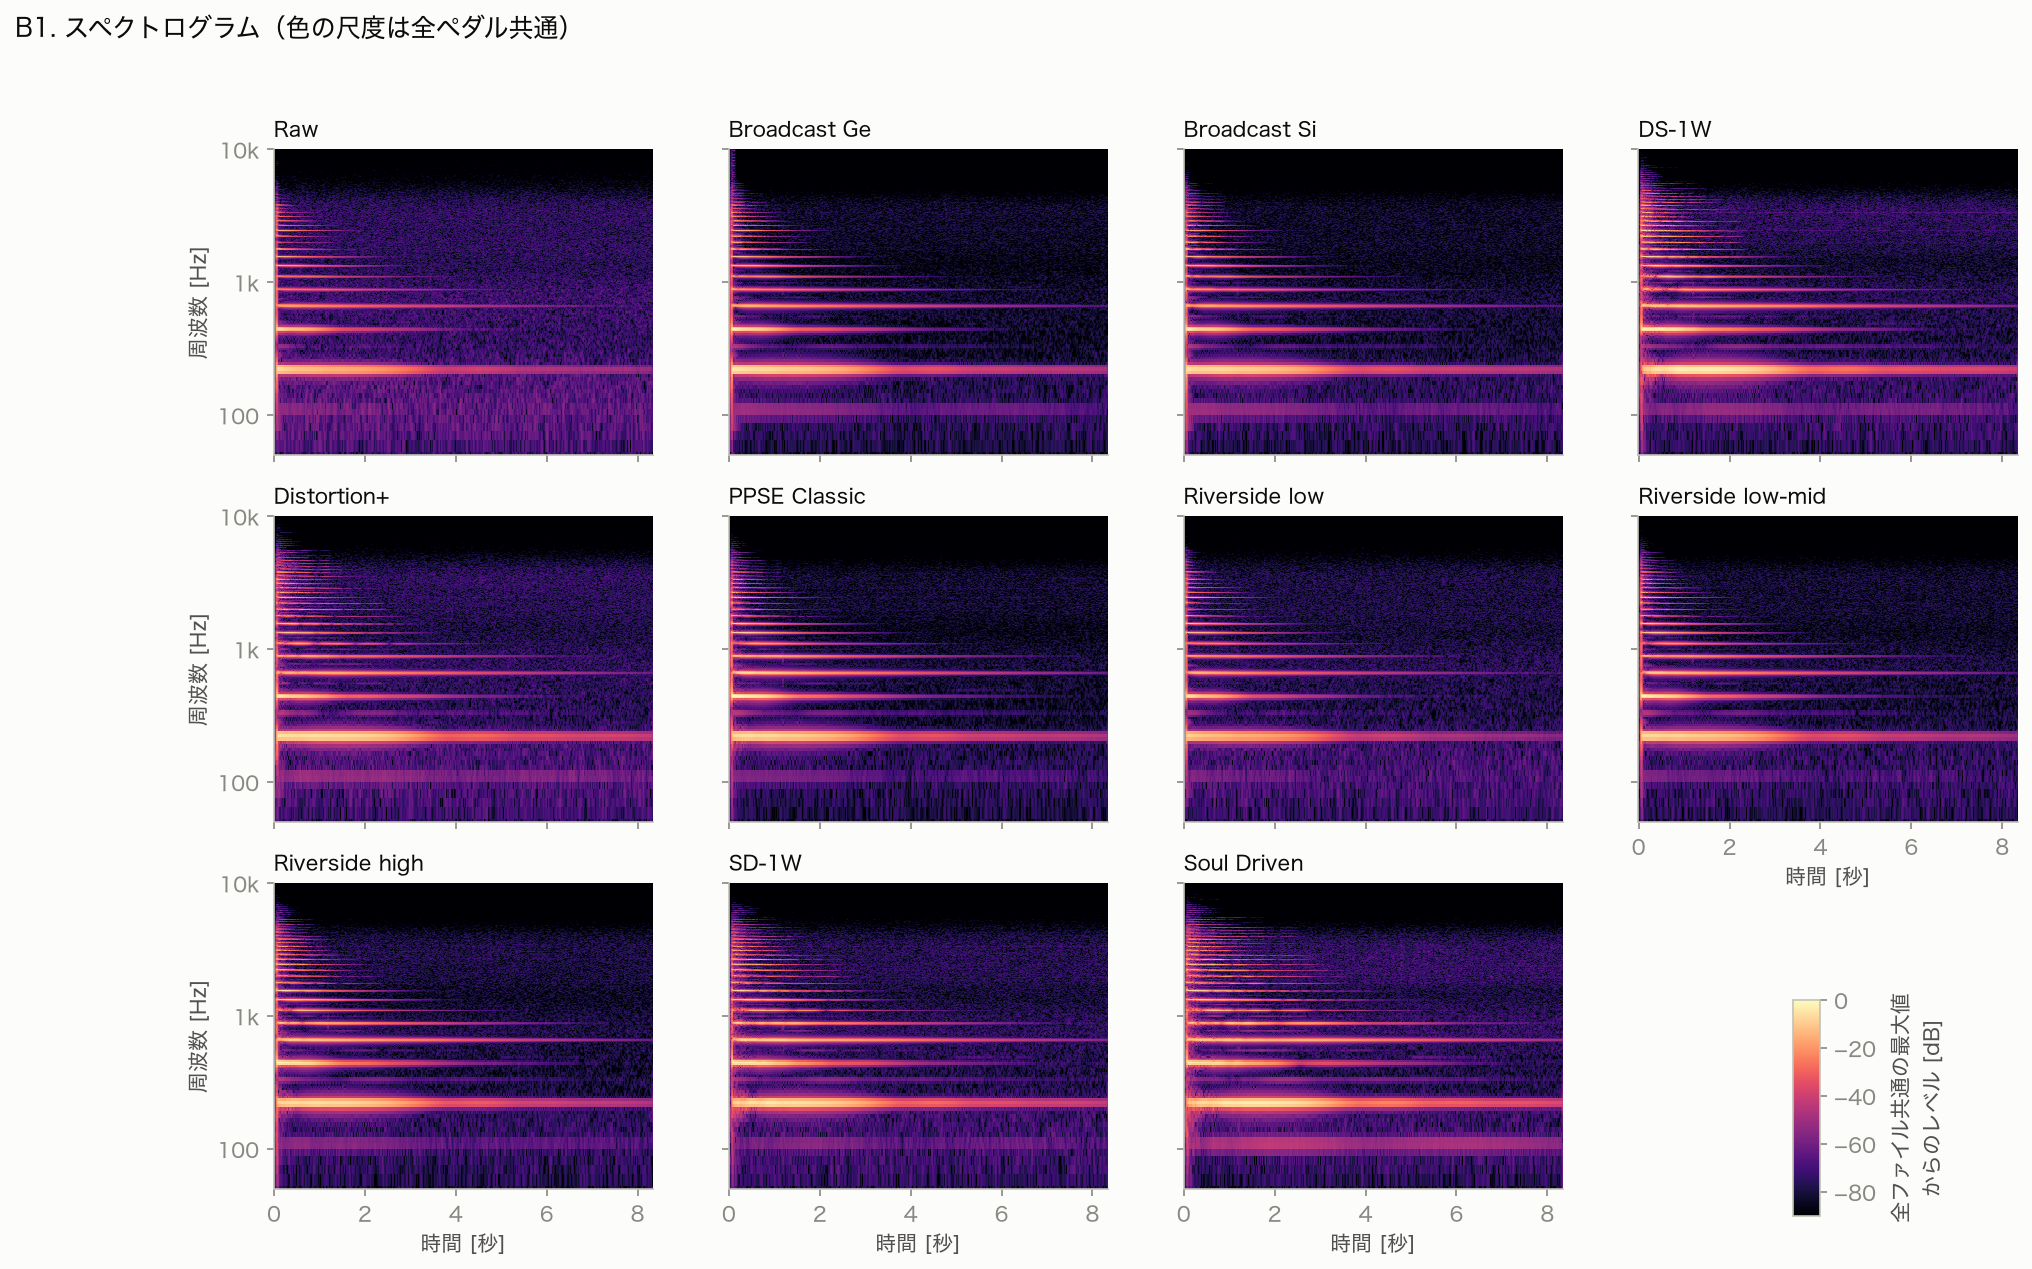 B1. スペクトログラム（色の尺度は全ペダル共通）
Raw
Broadcast Ge
Broadcast Si
DS-1W
10k
1k
100
周波数 [Hz]
Distortion+
PPSE Classic
Riverside low
Riverside low-mid
10k
1k
100
周波数 [Hz]
0 2 4 6 8
時間 [秒]
Riverside high
SD-1W
Soul Driven
10k
1k
100
周波数 [Hz]
0 2 4 6 8
時間 [秒]
0 2 4 6 8
時間 [秒]
0 2 4 6 8
時間 [秒]
0
−20
−40
−60
−80
全ファイル共通の最大値
からのレベル [dB]